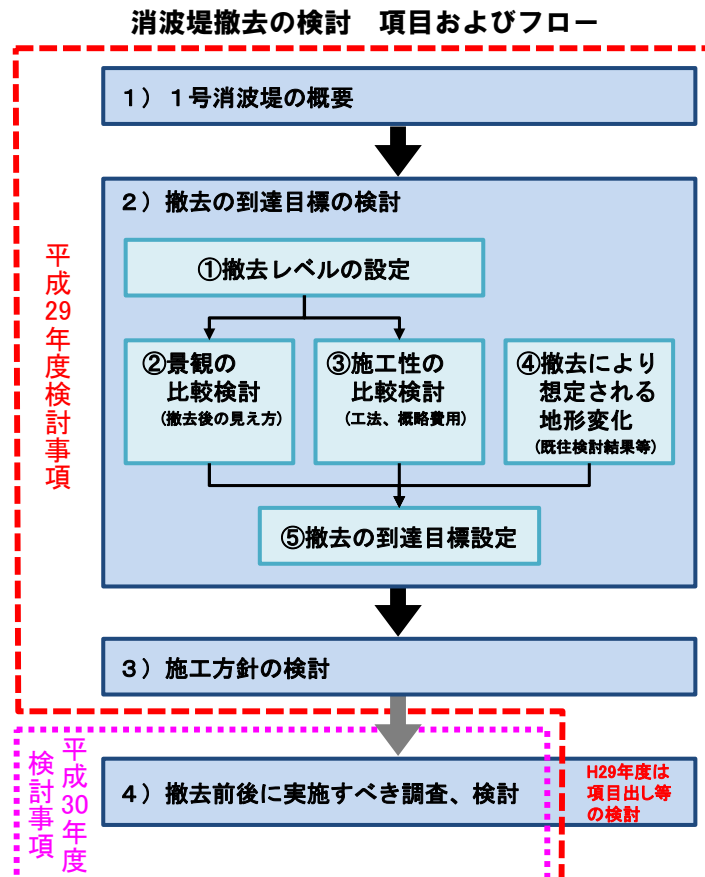 消波堤撤去の検討　項目およびフロー
１）１号消波堤の概要
２）撤去の到達目標の検討
①撤去レベルの設定
②景観の
比較検討
(撤去後の見え方)
③施工性の
比較検討
(工法、概略費用)
④撤去により
想定される
地形変化
(既往検討結果等)
⑤撤去の到達目標設定
３）施工方針の検討
平成29年度検討事項
４）撤去前後に実施すべき調査、検討
H29年度は
項目出し等
の検討
平成30年度
検討事項